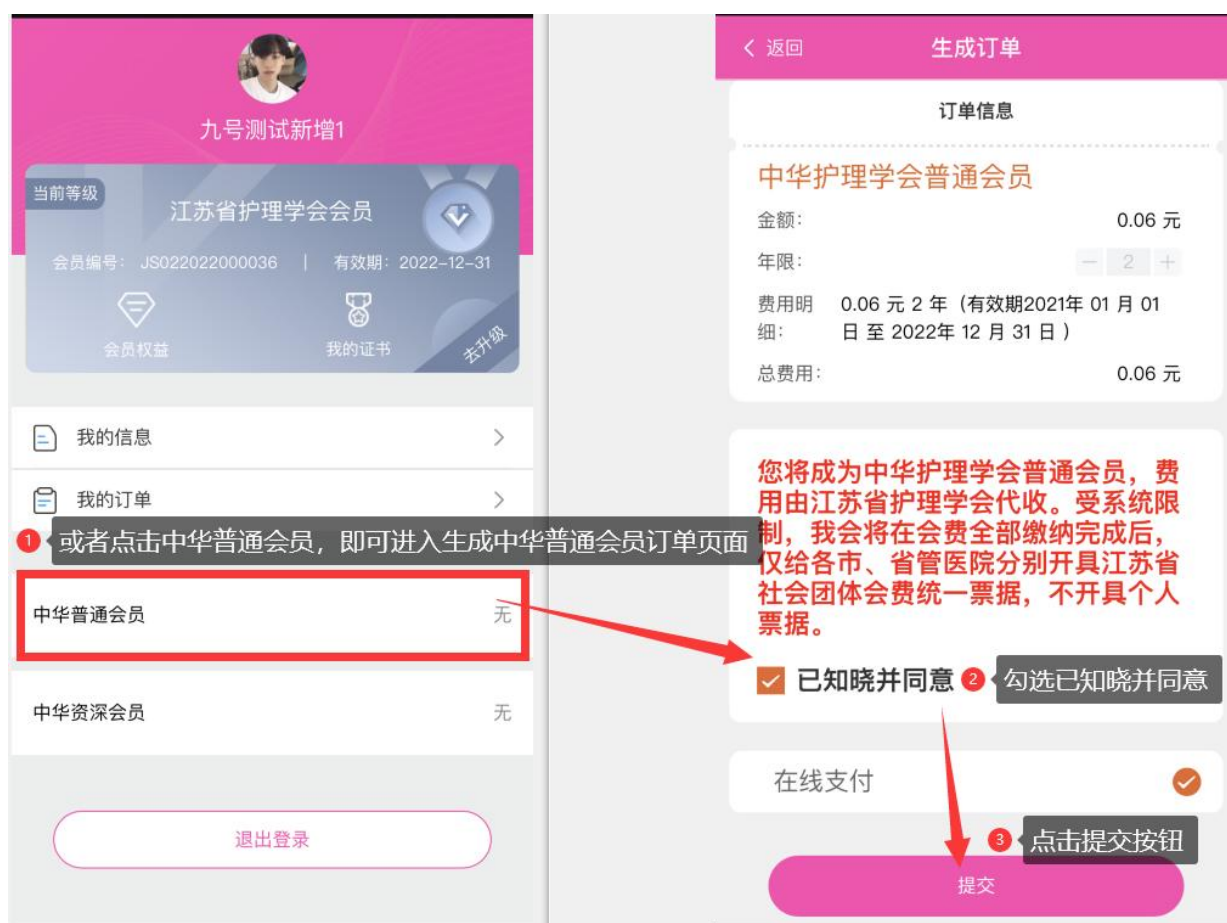 九号测试新增1
当前等级
江苏省护理学会会员
会员编号： JS022022000036 | 有效期：2022-12-31
会员权益
我的证书
去升级
我的信息
我的订单
1 或者点击中华普通会员，即可进入生成中华普通会员订单页面
中华普通会员 无
中华资深会员 无
退出登录
返回 生成订单
订单信息
中华护理学会普通会员
金额： 0.06 元
年限： － 2 ＋
费用明 0.06 元 2 年（有效期2021年 01 月 01
细： 日 至 2022年 12 月 31 日 ）
总费用： 0.06 元
您将成为中华护理学会普通会员，费
用由江苏省护理学会代收。受系统限
制，我会将在会费全部缴纳完成后，
仅给各市、省管医院分别开具江苏省
社会团体会费统一票据，不开具个人
票据。
已知晓并同意 2 勾选已知晓并同意
在线支付
3 点击提交按钮
提交